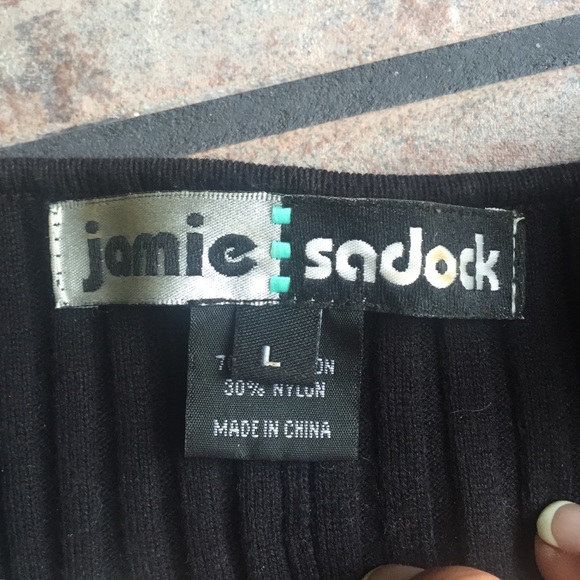 jamie sadock
L
30% NYLON
MADE IN CHINA